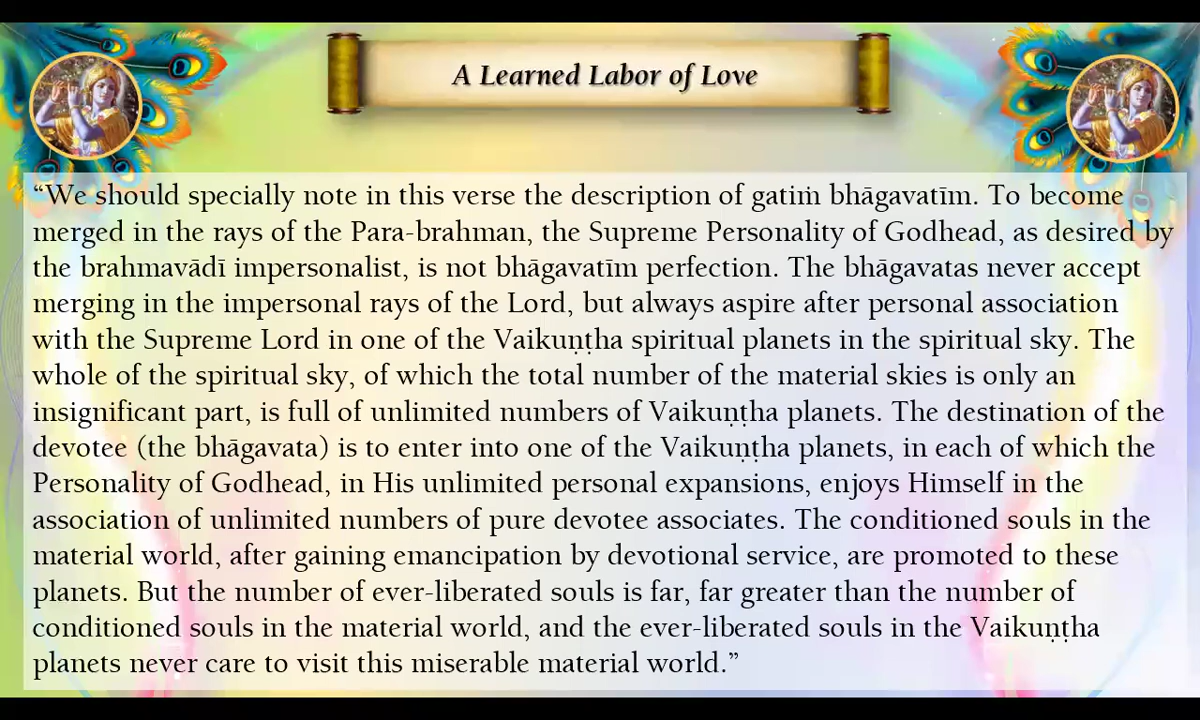 A Learned Labor of Love
“We should specially note in this verse the description of gatiṁ bhāgavatīm. To become
merged in the rays of the Para-brahman, the Supreme Personality of Godhead, as desired by
the brahmavādī impersonalist, is not bhāgavatīm perfection. The bhāgavatas never accept
merging in the impersonal rays of the Lord, but always aspire after personal association
with the Supreme Lord in one of the Vaikuṇṭha spiritual planets in the spiritual sky. The
whole of the spiritual sky, of which the total number of the material skies is only an
insignificant part, is full of unlimited numbers of Vaikuṇṭha planets. The destination of the
devotee (the bhāgavata) is to enter into one of the Vaikuṇṭha planets, in each of which the
Personality of Godhead, in His unlimited personal expansions, enjoys Himself in the
association of unlimited numbers of pure devotee associates. The conditioned souls in the
material world, after gaining emancipation by devotional service, are promoted to these
planets. But the number of ever-liberated souls is far, far greater than the number of
conditioned souls in the material world, and the ever-liberated souls in the Vaikuṇṭha
planets never care to visit this miserable material world.”